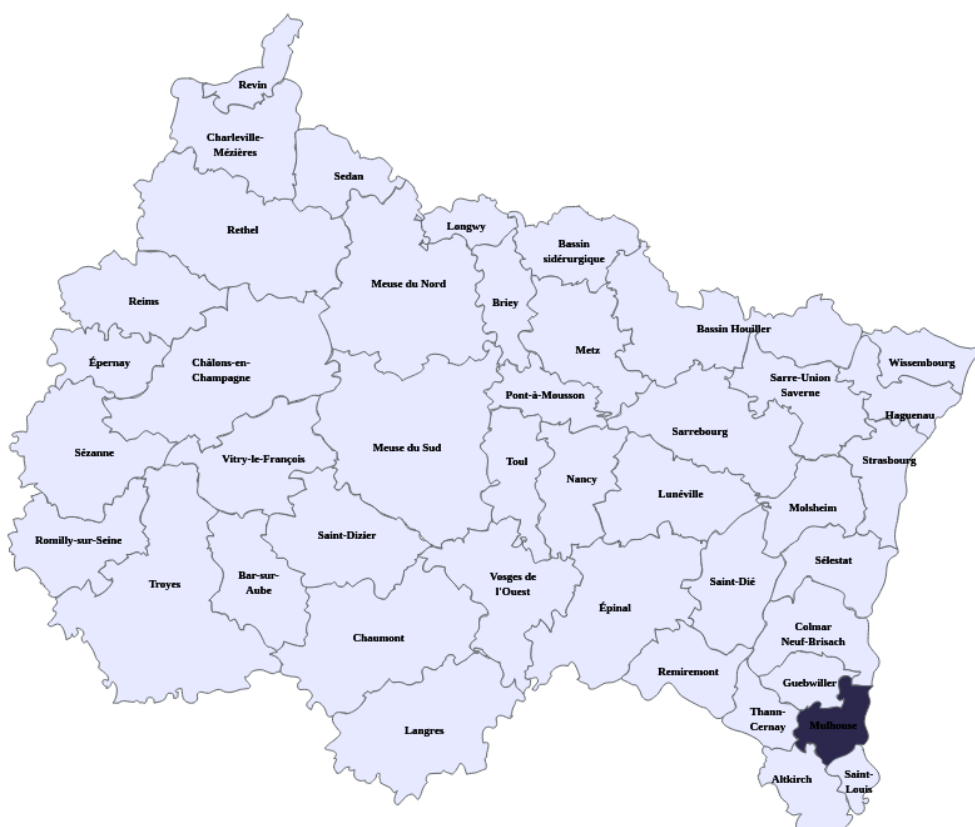 Revin
Charleville-
Mézières
Sedan
Rethel
Longwy
Bassin
sidérurgique
Meuse du Nord
Reims
Briey
Bassin Houiller
Metz
Épernay
Châlons-en-
Champagne
Wissembourg
Sarre-Union
Saverne
Pont-à-Mousson
Haguenau
Sarrebourg
Sézanne
Vitry-le-François
Meuse du Sud
Toul
Strasbourg
Nancy
Lunéville
Molsheim
Romilly-sur-Seine
Saint-Dizier
Sélestat
Troyes
Bar-sur-
Aube
Vosges de
l'Ouest
Saint-Dié
Épinal
Chaumont
Colmar
Neuf-Brisach
Remiremont
Guebwiller
Thann-
Cernay
Mulhouse
Langres
Altkirch
Saint-
Louis